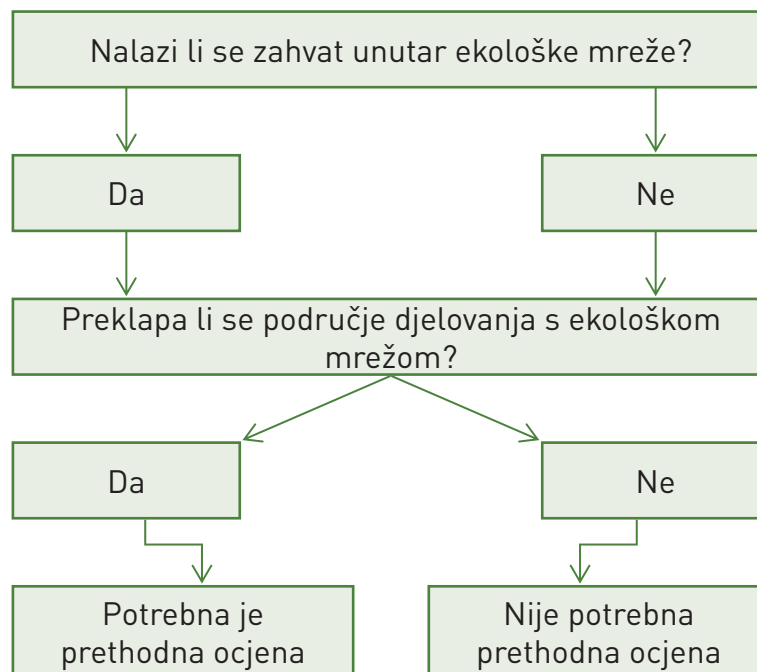 Nalazi li se zahvat unutar ekološke mreže?
Da
Ne
Preklapa li se područje djelovanja s ekološkom
mrežom?
Da
Ne
Potrebna je
prethodna ocjena
Nije potrebna
prethodna ocjena